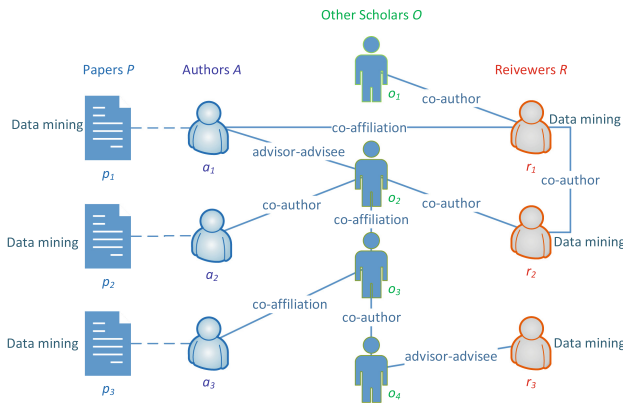 Other Scholars O
Papers P
Authors A
Reivewers R
o1
co-author
Data mining
Data mining
co-affiliation
advisor-advisee
p1
a1
r1
co-author
o2
co-author
co-author
co-affiliation
Data mining
Data mining
p2
a2
r2
o3
co-affiliation
co-author
Data mining
Data mining
advisor-advisee
p3
a3
o4
r3